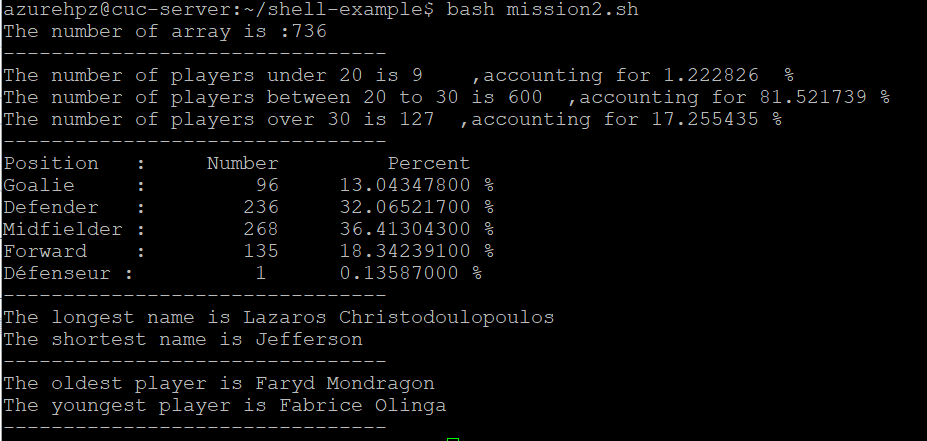 azurehpz@cuc-server:~/shell-example$ bash mission2.sh
The number of array is :736
--------------------------------
The number of players under 20 is 9    ,accounting for 1.222826  %
The number of players between 20 to 30 is 600  ,accounting for 81.521739 %
The number of players over 30 is 127  ,accounting for 17.255435 %
--------------------------------
Position   :     Number         Percent
Goalie     :         96     13.04347800 %
Defender   :        236     32.06521700 %
Midfielder :        268     36.41304300 %
Forward    :        135     18.34239100 %
Défenseur :          1      0.13587000 %
--------------------------------
The longest name is Lazaros Christodoulopoulos
The shortest name is Jefferson
--------------------------------
The oldest player is Faryd Mondragon
The youngest player is Fabrice Olinga
--------------------------------